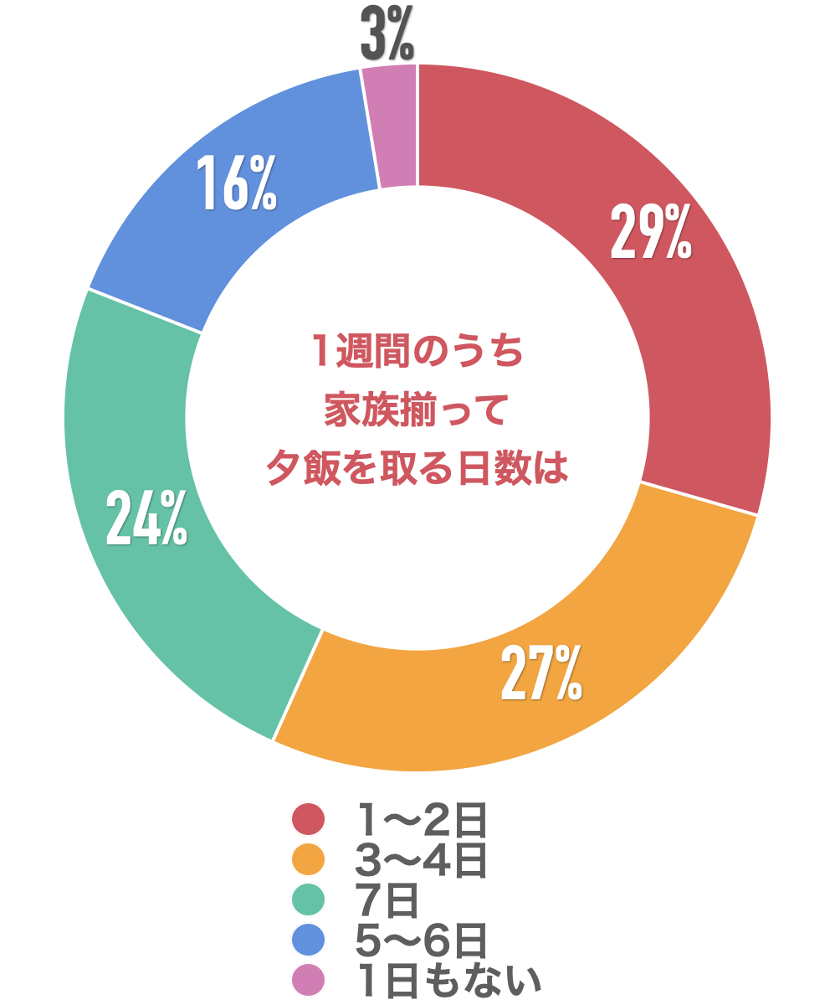 3%
16%
29%
1週間のうち
家族揃って
夕飯を取る日数は
24%
27%
1〜2日
3〜4日
7日
5〜6日
1日もない